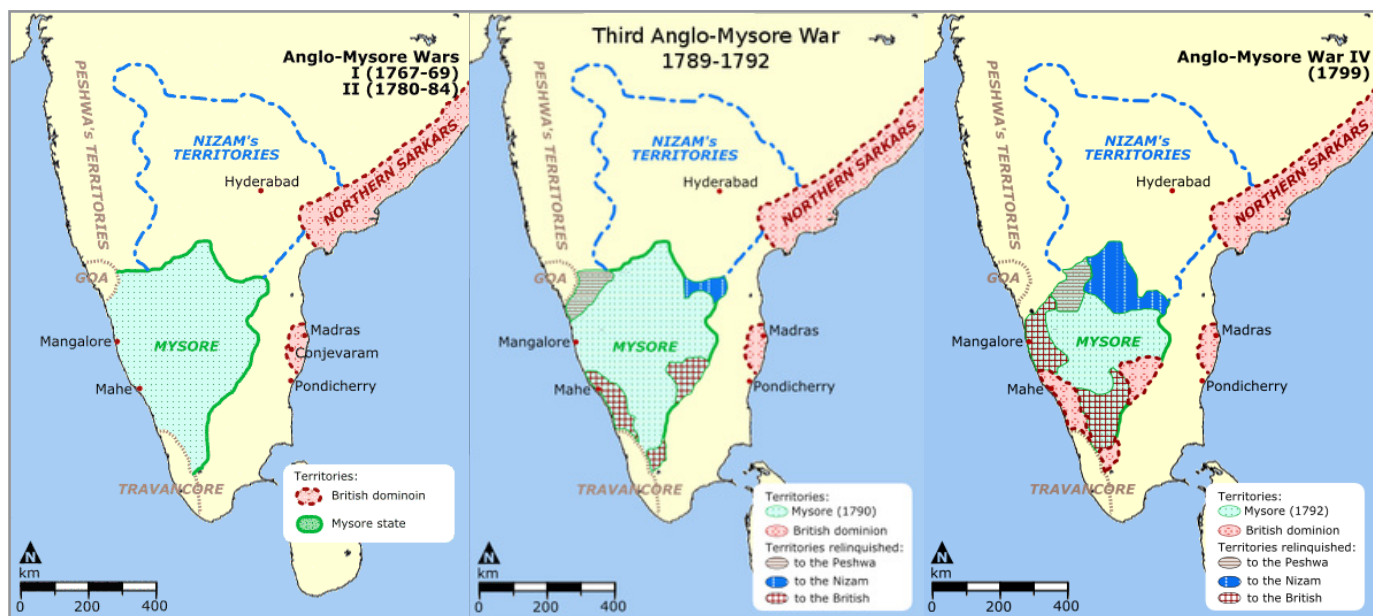 Anglo-Mysore Wars
I (1767-69)
II (1780-84)
PESHWA's TERRITORIES
NIZAM's
TERRITORIES
Hyderabad
NORTHERN SARKARS
GOA
Mangalore
MYSORE
Madras
Conjevaram
Mahe
Pondicherry
TRAVANCORE
Territories:
British dominoin
Mysore state
N
km
0
200
400
Third Anglo-Mysore War
1789-1792
PESHWA's TERRITORIES
NIZAM's
TERRITORIES
Hyderabad
NORTHERN SARKARS
GOA
Mangalore
MYSORE
Madras
Mahe
Pondicherry
TRAVANCORE
Territories:
Mysore (1790)
British dominion
Territories relinquished:
to the Peshwa
to the Nizam
to the British
N
km
0
200
400
Anglo-Mysore War IV
(1799)
PESHWA's TERRITORIES
NIZAM's
TERRITORIES
Hyderabad
NORTHERN SARKARS
GOA
Mangalore
MYSORE
Madras
Mahe
Pondicherry
TRAVANCORE
Territories:
Mysore (1792)
British dominion
Territories relinquished:
to the Peshwa
to the Nizam
to the British
N
km
0
200
400